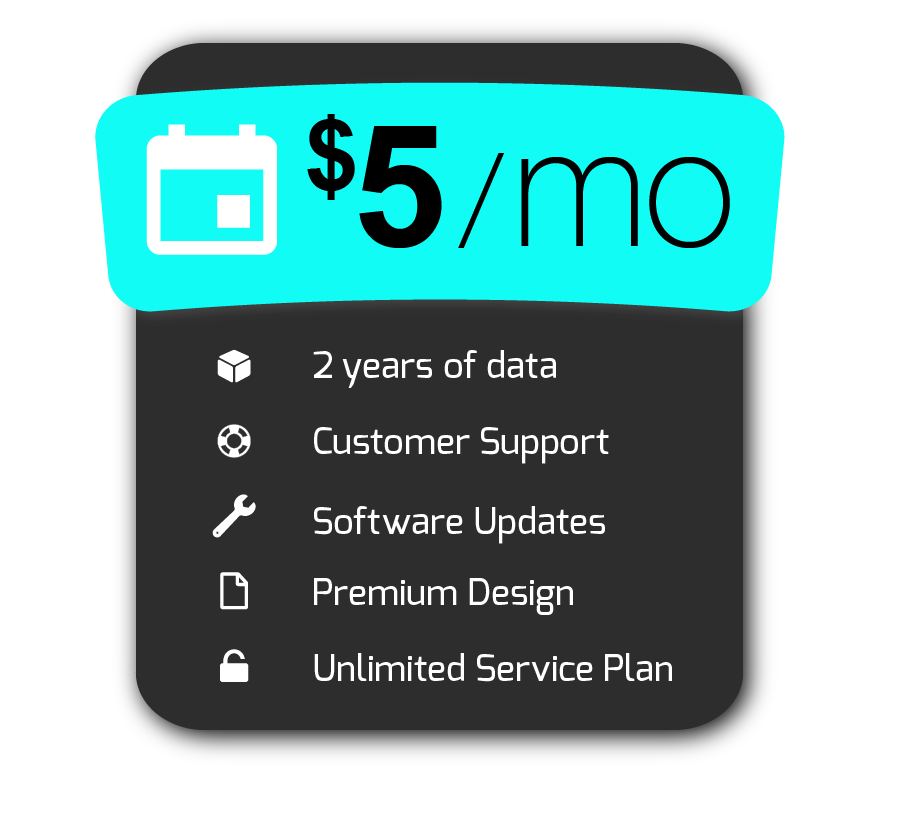 $5/mo
2 years of data
Customer Support
Software Updates
Premium Design
Unlimited Service Plan